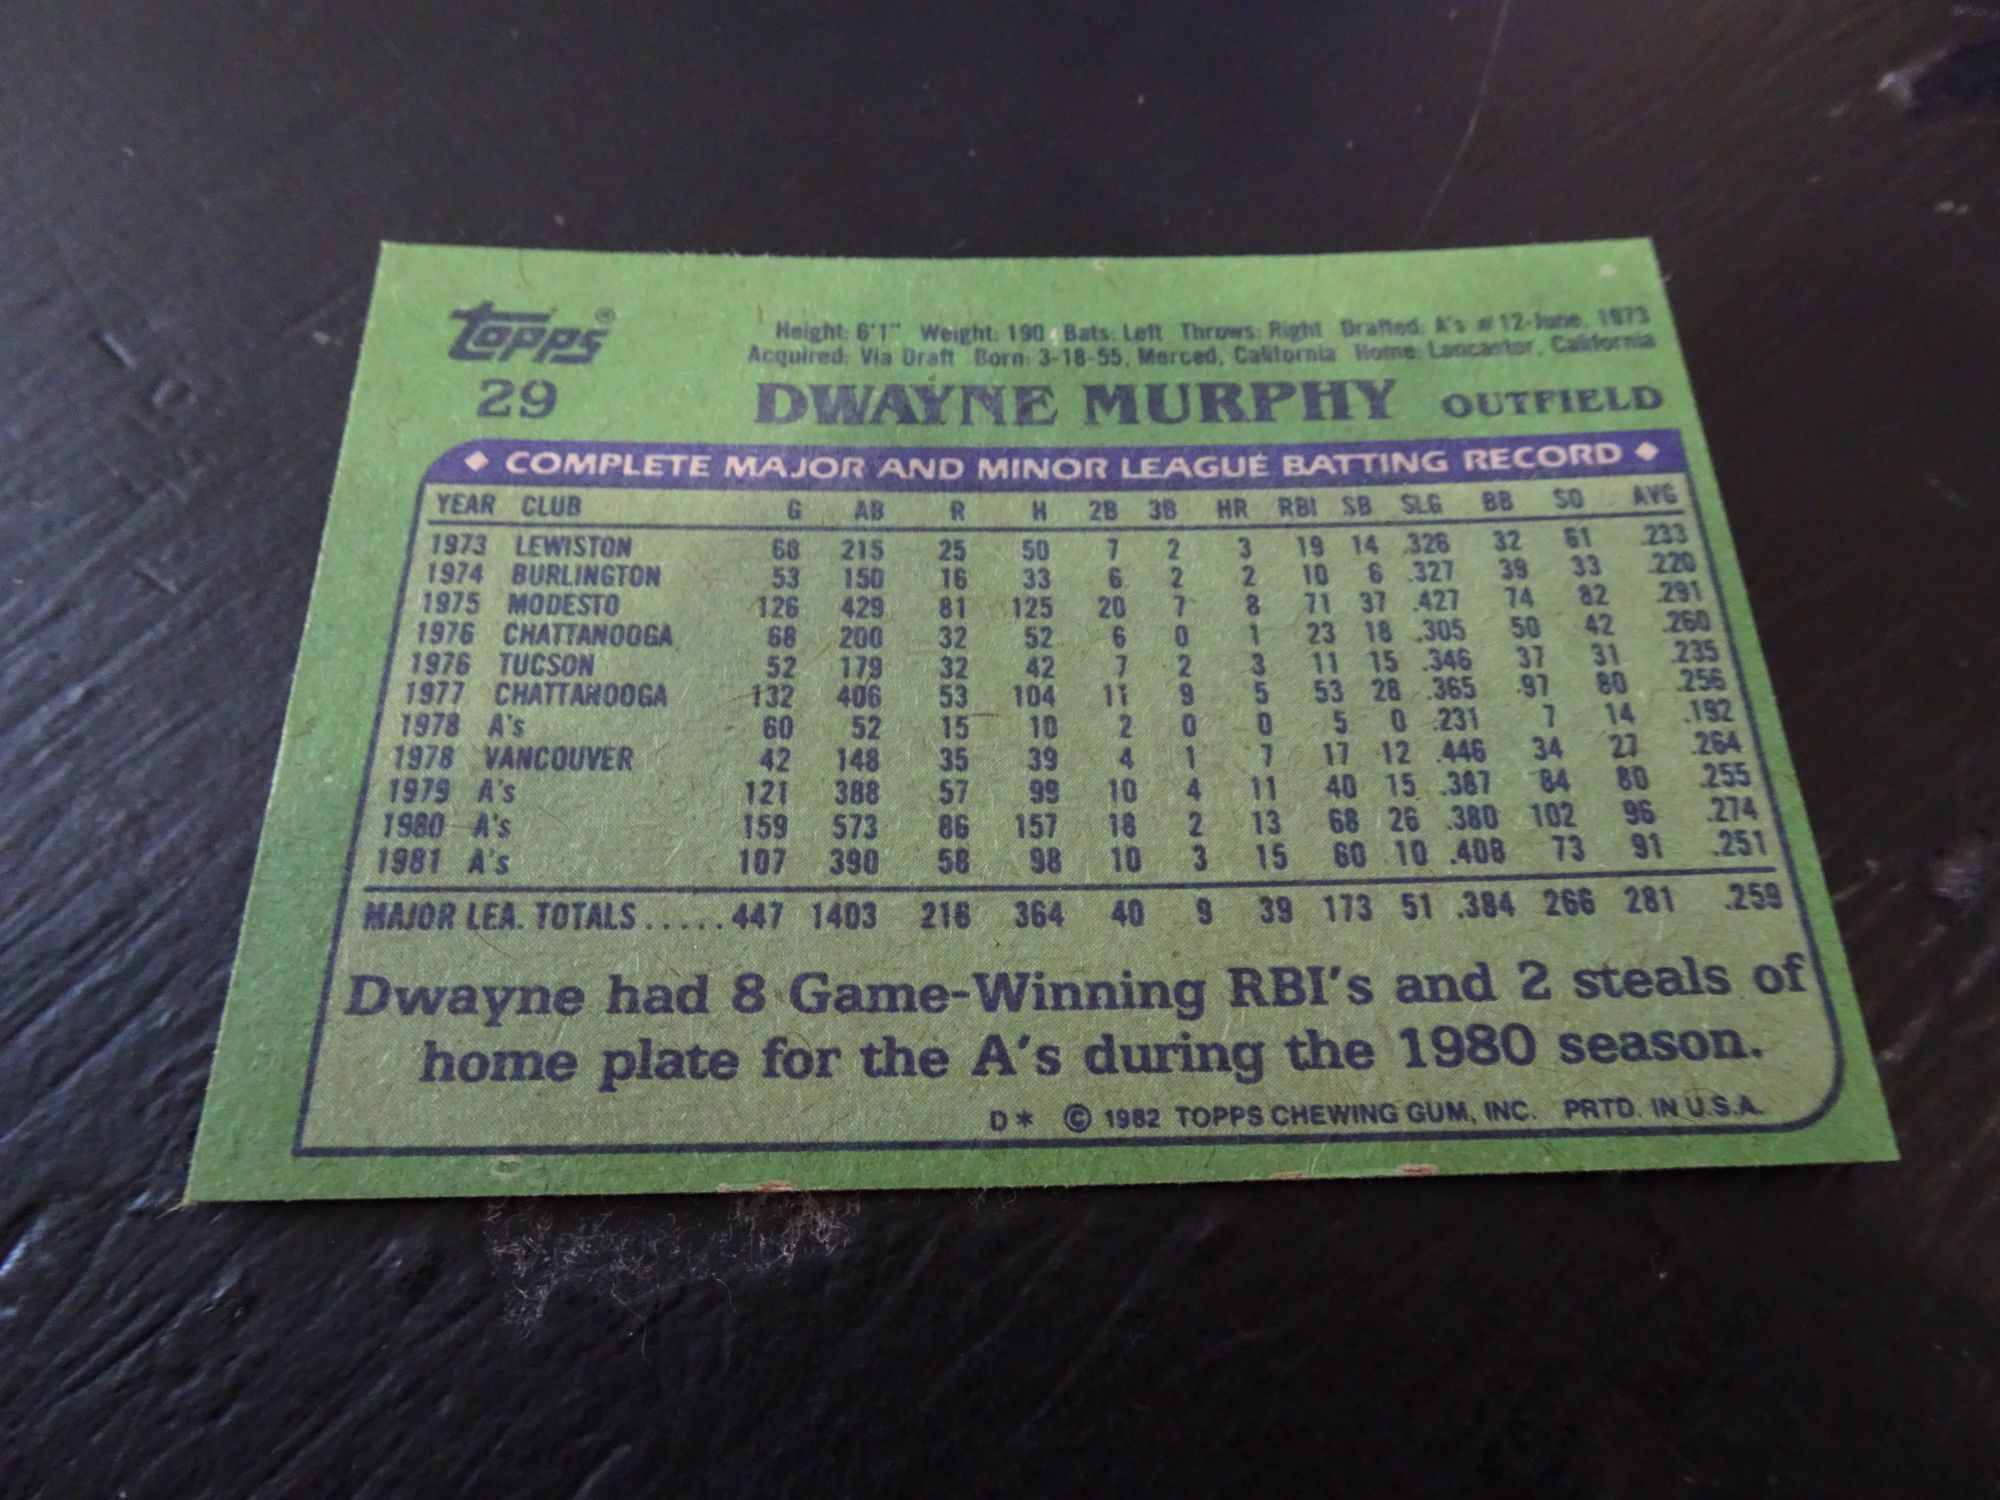 topps®
Height: 6'1" Weight: 190 Bats: Left Throws: Right Drafted: A's #12-June, 1973
Acquired: Via Draft Born: 3-18-55, Merced, California Home: Lancaster, California
29 DWAYNE MURPHY OUTFIELD
◆ COMPLETE MAJOR AND MINOR LEAGUE BATTING RECORD ◆
YEAR CLUB G AB R H 2B 3B HR RBI SB SLG BB SO AVG
1973 LEWISTON 68 215 25 50 7 2 3 19 14 .326 32 61 .233
1974 BURLINGTON 53 150 16 33 6 2 2 10 6 .327 39 33 .220
1975 MODESTO 126 429 81 125 20 7 8 71 37 .427 74 82 .291
1976 CHATTANOOGA 68 200 32 52 6 0 1 23 18 .305 50 42 .260
1976 TUCSON 52 179 32 42 7 2 3 11 15 .346 37 31 .235
1977 CHATTANOOGA 132 406 53 104 11 9 5 53 28 .365 97 80 .256
1978 A's 60 52 15 10 2 0 0 5 0 .231 7 14 .192
1978 VANCOUVER 42 148 35 39 4 1 7 17 12 .446 34 27 .264
1979 A's 121 388 57 99 10 4 11 40 15 .387 84 80 .255
1980 A's 159 573 86 157 18 2 13 68 26 .380 102 96 .274
1981 A's 107 390 58 98 10 3 15 60 10 .408 73 91 .251
MAJOR LEA. TOTALS.....447 1403 216 364 40 9 39 173 51 .384 266 281 .259
Dwayne had 8 Game-Winning RBI's and 2 steals of
home plate for the A's during the 1980 season.
D* © 1982 TOPPS CHEWING GUM, INC. PRTD. IN U.S.A.